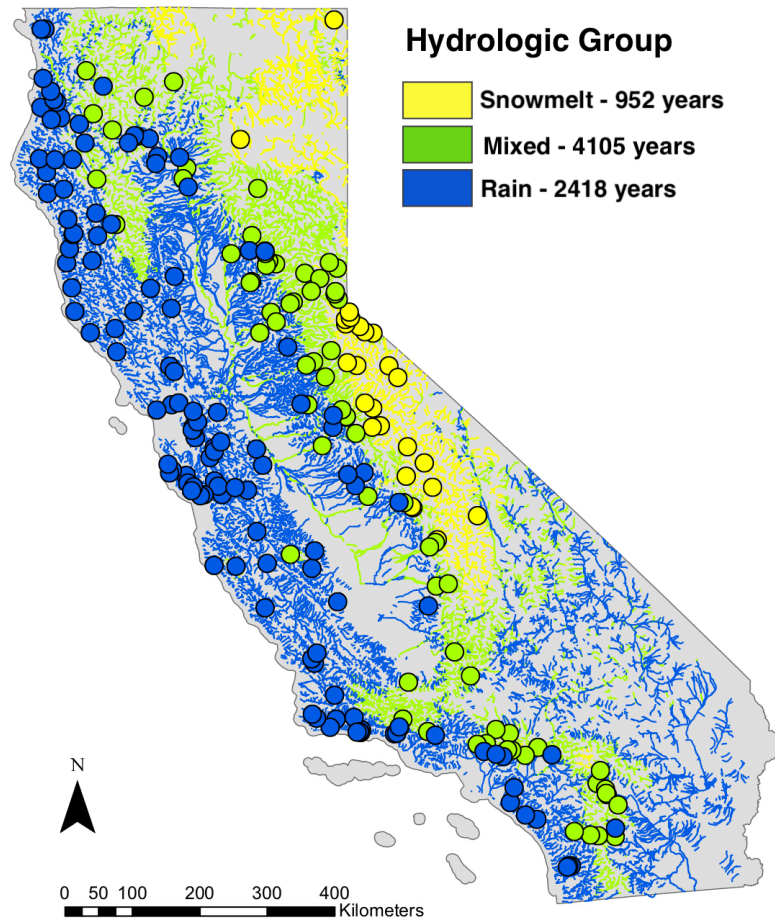 Hydrologic Group
Snowmelt - 952 years
Mixed - 4105 years
Rain - 2418 years
N
0 50 100 200 300 400
Kilometers